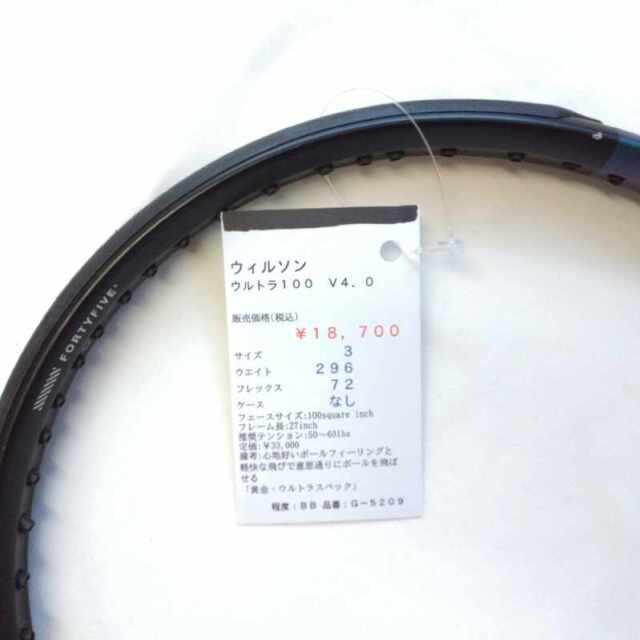 FORTYFIVE°
ウィルソン
ウルトラ100 V4.0
販売価格(税込)
¥18,700
サイズ 3
ウエイト 296
フレックス 72
ケース なし
フェースサイズ:100square inch
フレーム長:27inch
推奨テンション:50~60lbs
定価:¥33,000
備考:心地好いボールフィーリングと
軽快な飛びで意思通りにボールを飛ば
せる
「黄金・ウルトラスペック」
程度:BB 品番:G-5209